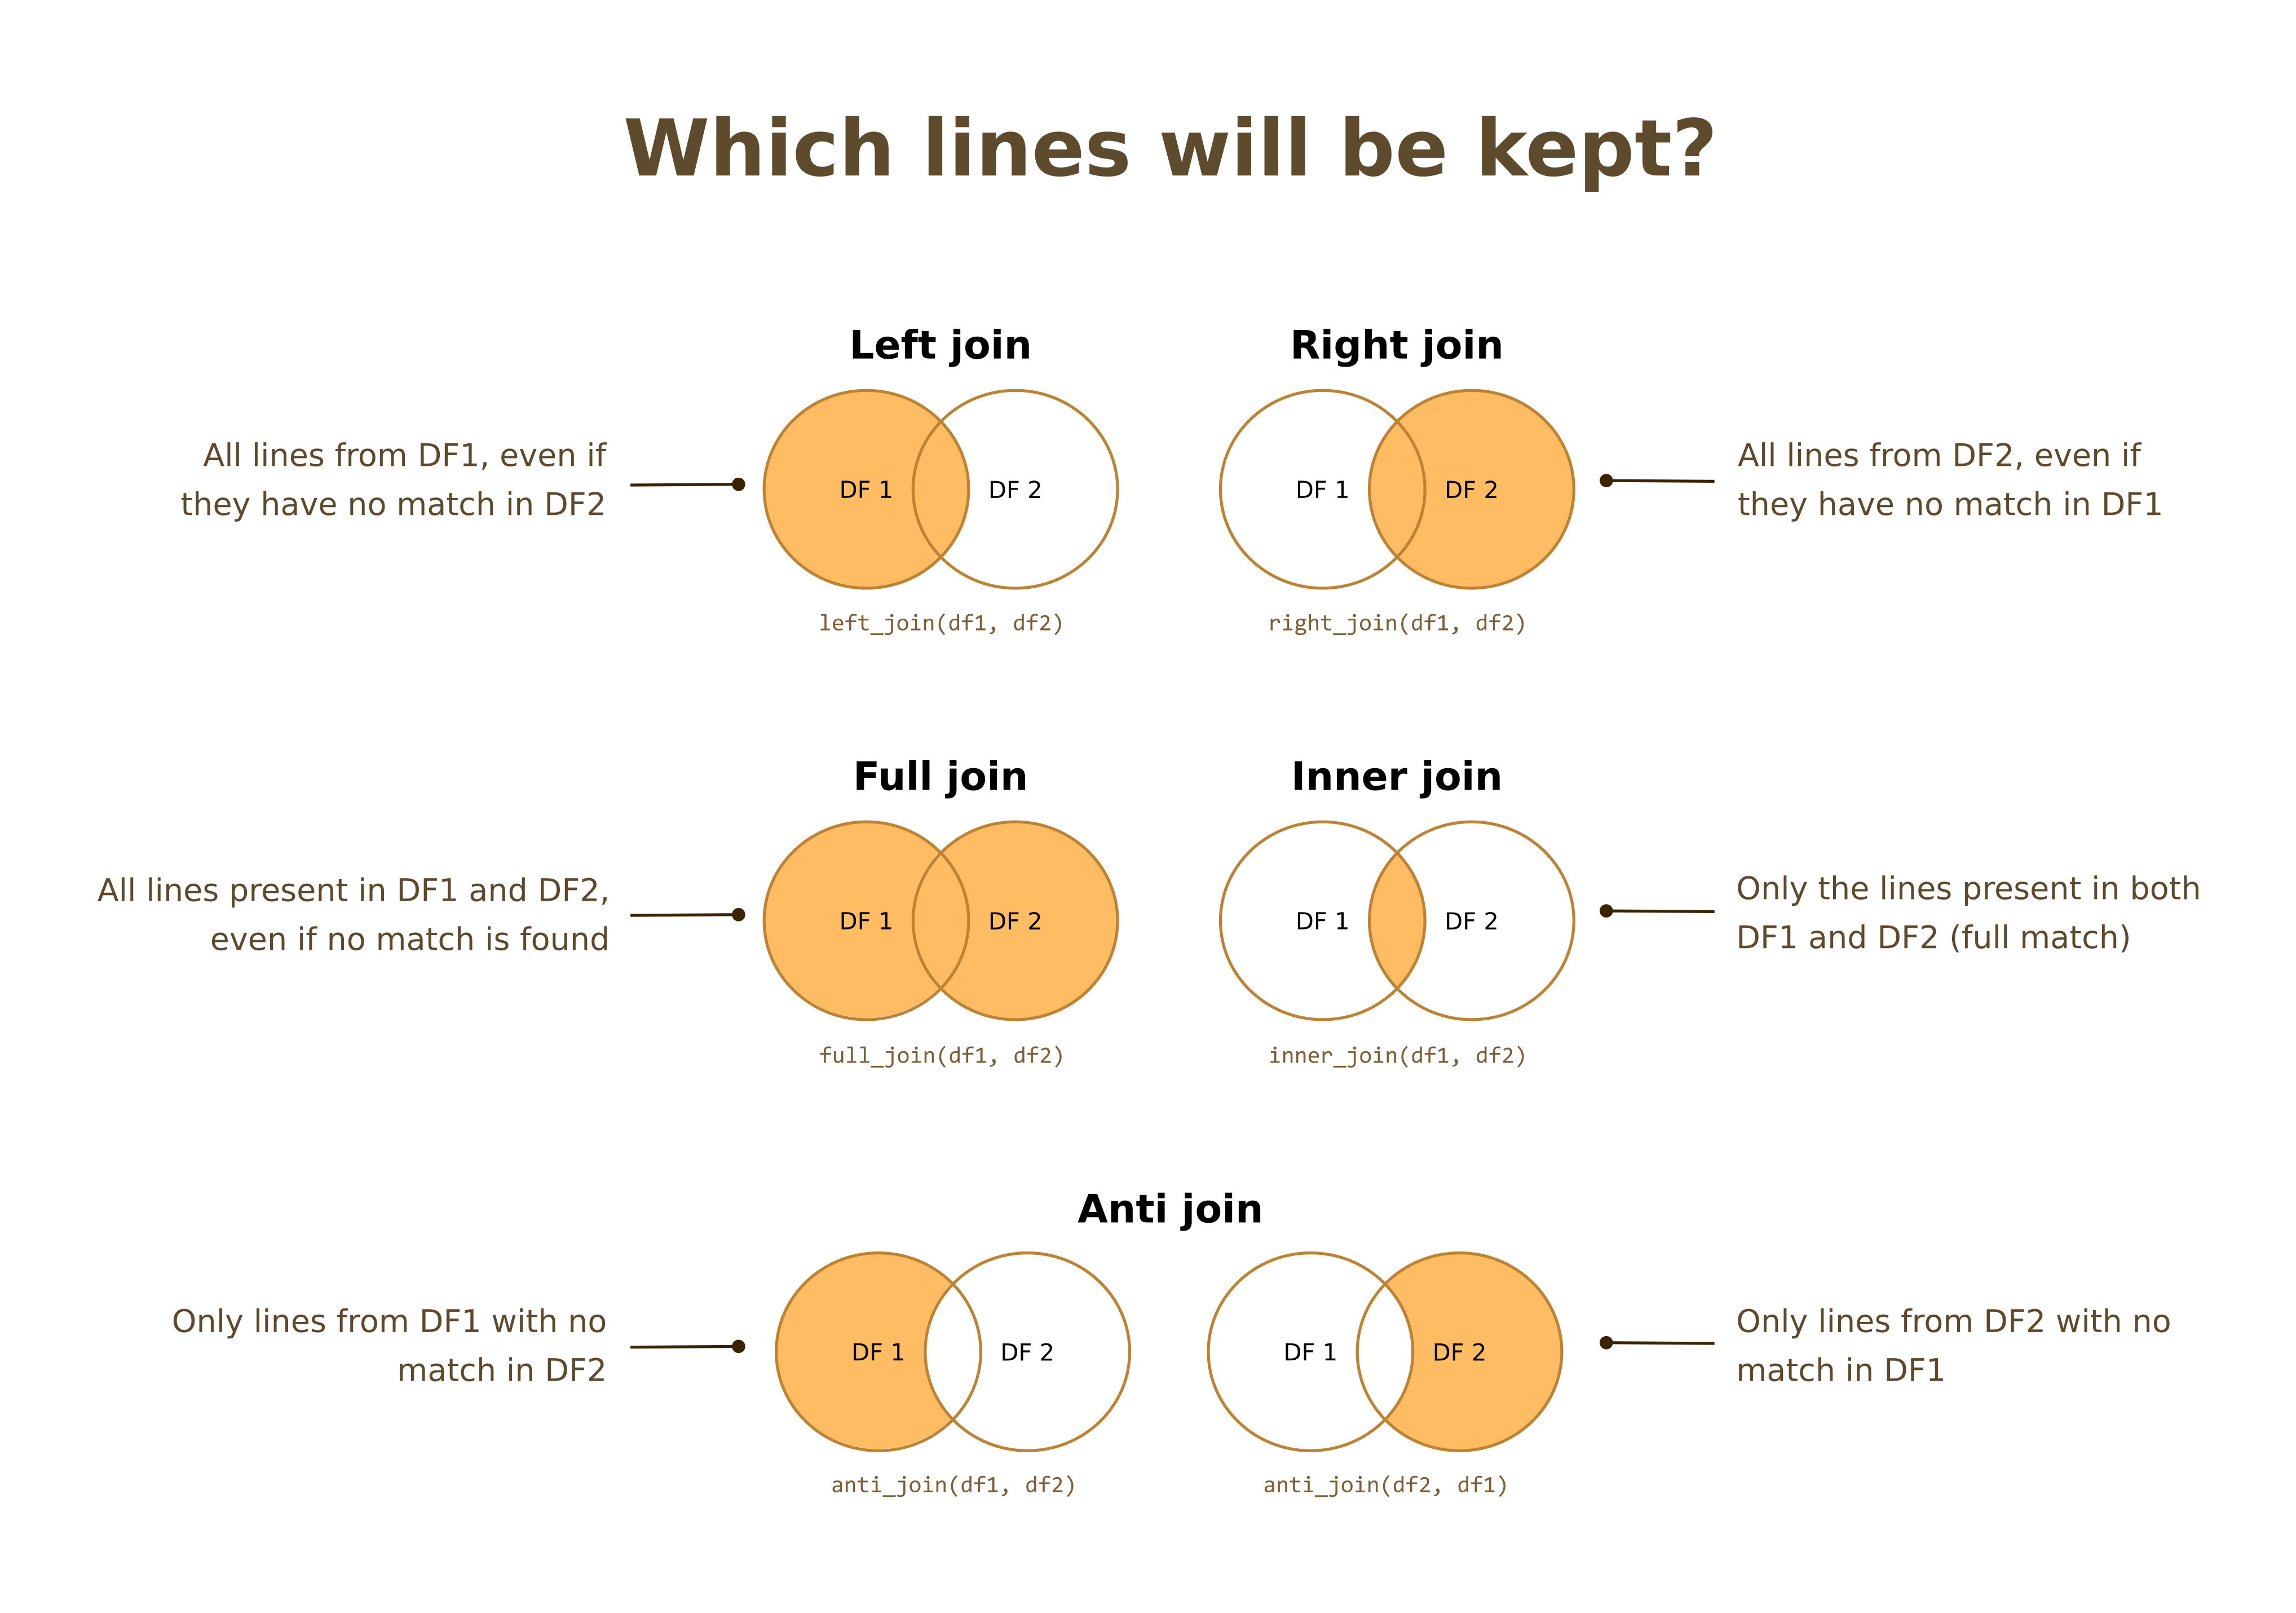 Which lines will be kept?
Left join
Right join
All lines from DF1, even if
they have no match in DF2
DF 1
DF 2
DF 1
DF 2
All lines from DF2, even if
they have no match in DF1
left_join(df1, df2)
right_join(df1, df2)
Full join
Inner join
All lines present in DF1 and DF2,
even if no match is found
DF 1
DF 2
DF 1
DF 2
Only the lines present in both
DF1 and DF2 (full match)
full_join(df1, df2)
inner_join(df1, df2)
Anti join
Only lines from DF1 with no
match in DF2
DF 1
DF 2
DF 1
DF 2
Only lines from DF2 with no
match in DF1
anti_join(df1, df2)
anti_join(df2, df1)